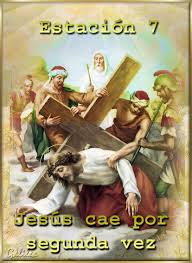 Estación 7
Jesús cae por
segunda vez